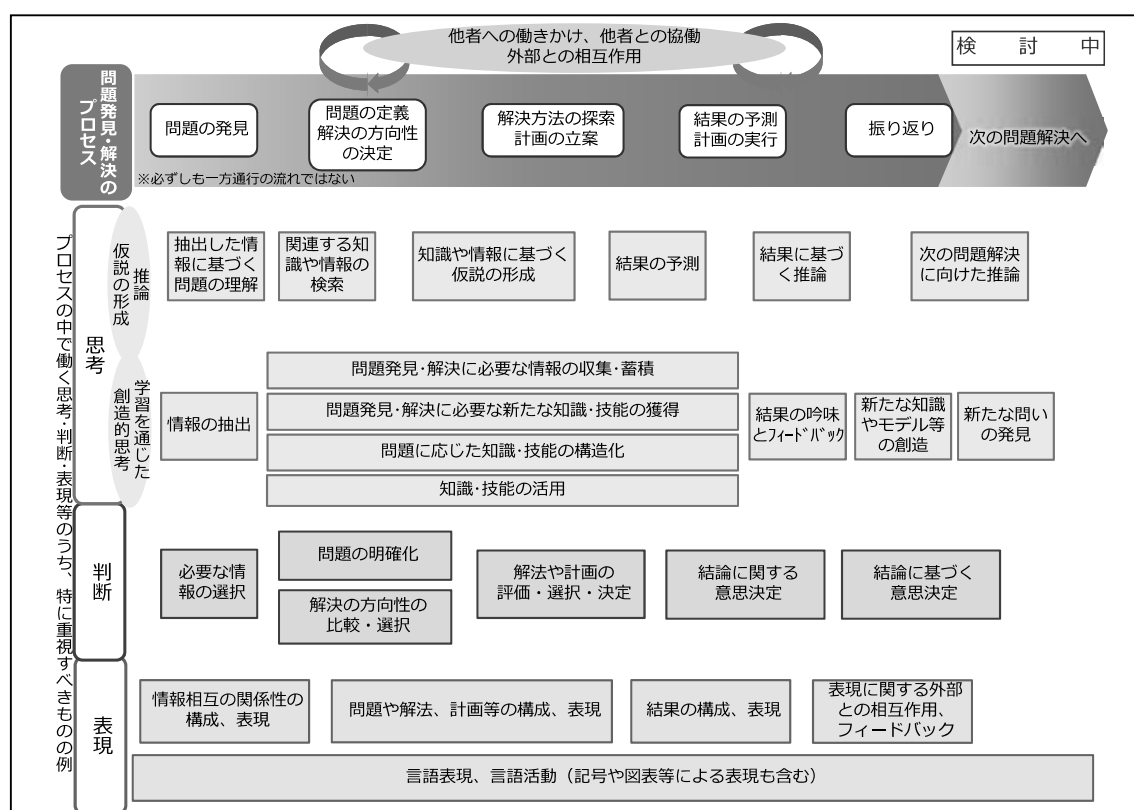 他者への働きかけ、他者との協働
外部との相互作用
検 討 中
問題発見・解決の
プロセス
問題の発見
問題の定義
解決の方向性
の決定
解決方法の探索
計画の立案
結果の予測
計画の実行
振り返り
次の問題解決へ
※必ずしも一方通行の流れではない
プロセスの中で働く思考・判断・表現等のうち、特に重視すべきものの例
思考
推論
仮説の形成
抽出した情
報に基づく
問題の理解
関連する知
識や情報の
検索
知識や情報に基づく
仮説の形成
結果の予測
結果に基づ
く推論
次の問題解決
に向けた推論
学習を通じた
創造的思考
情報の抽出
問題発見・解決に必要な情報の収集・蓄積
問題発見・解決に必要な新たな知識・技能の獲得
問題に応じた知識・技能の構造化
知識・技能の活用
結果の吟味
とフィードバック
新たな知識
やモデル等
の創造
新たな問い
の発見
判断
必要な情
報の選択
問題の明確化
解決の方向性の
比較・選択
解法や計画の
評価・選択・決定
結論に関する
意思決定
結論に基づく
意思決定
表現
情報相互の関係性の
構成、表現
問題や解法、計画等の構成、表現
結果の構成、表現
表現に関する外部
との相互作用、
フィードバック
言語表現、言語活動（記号や図表等による表現も含む）